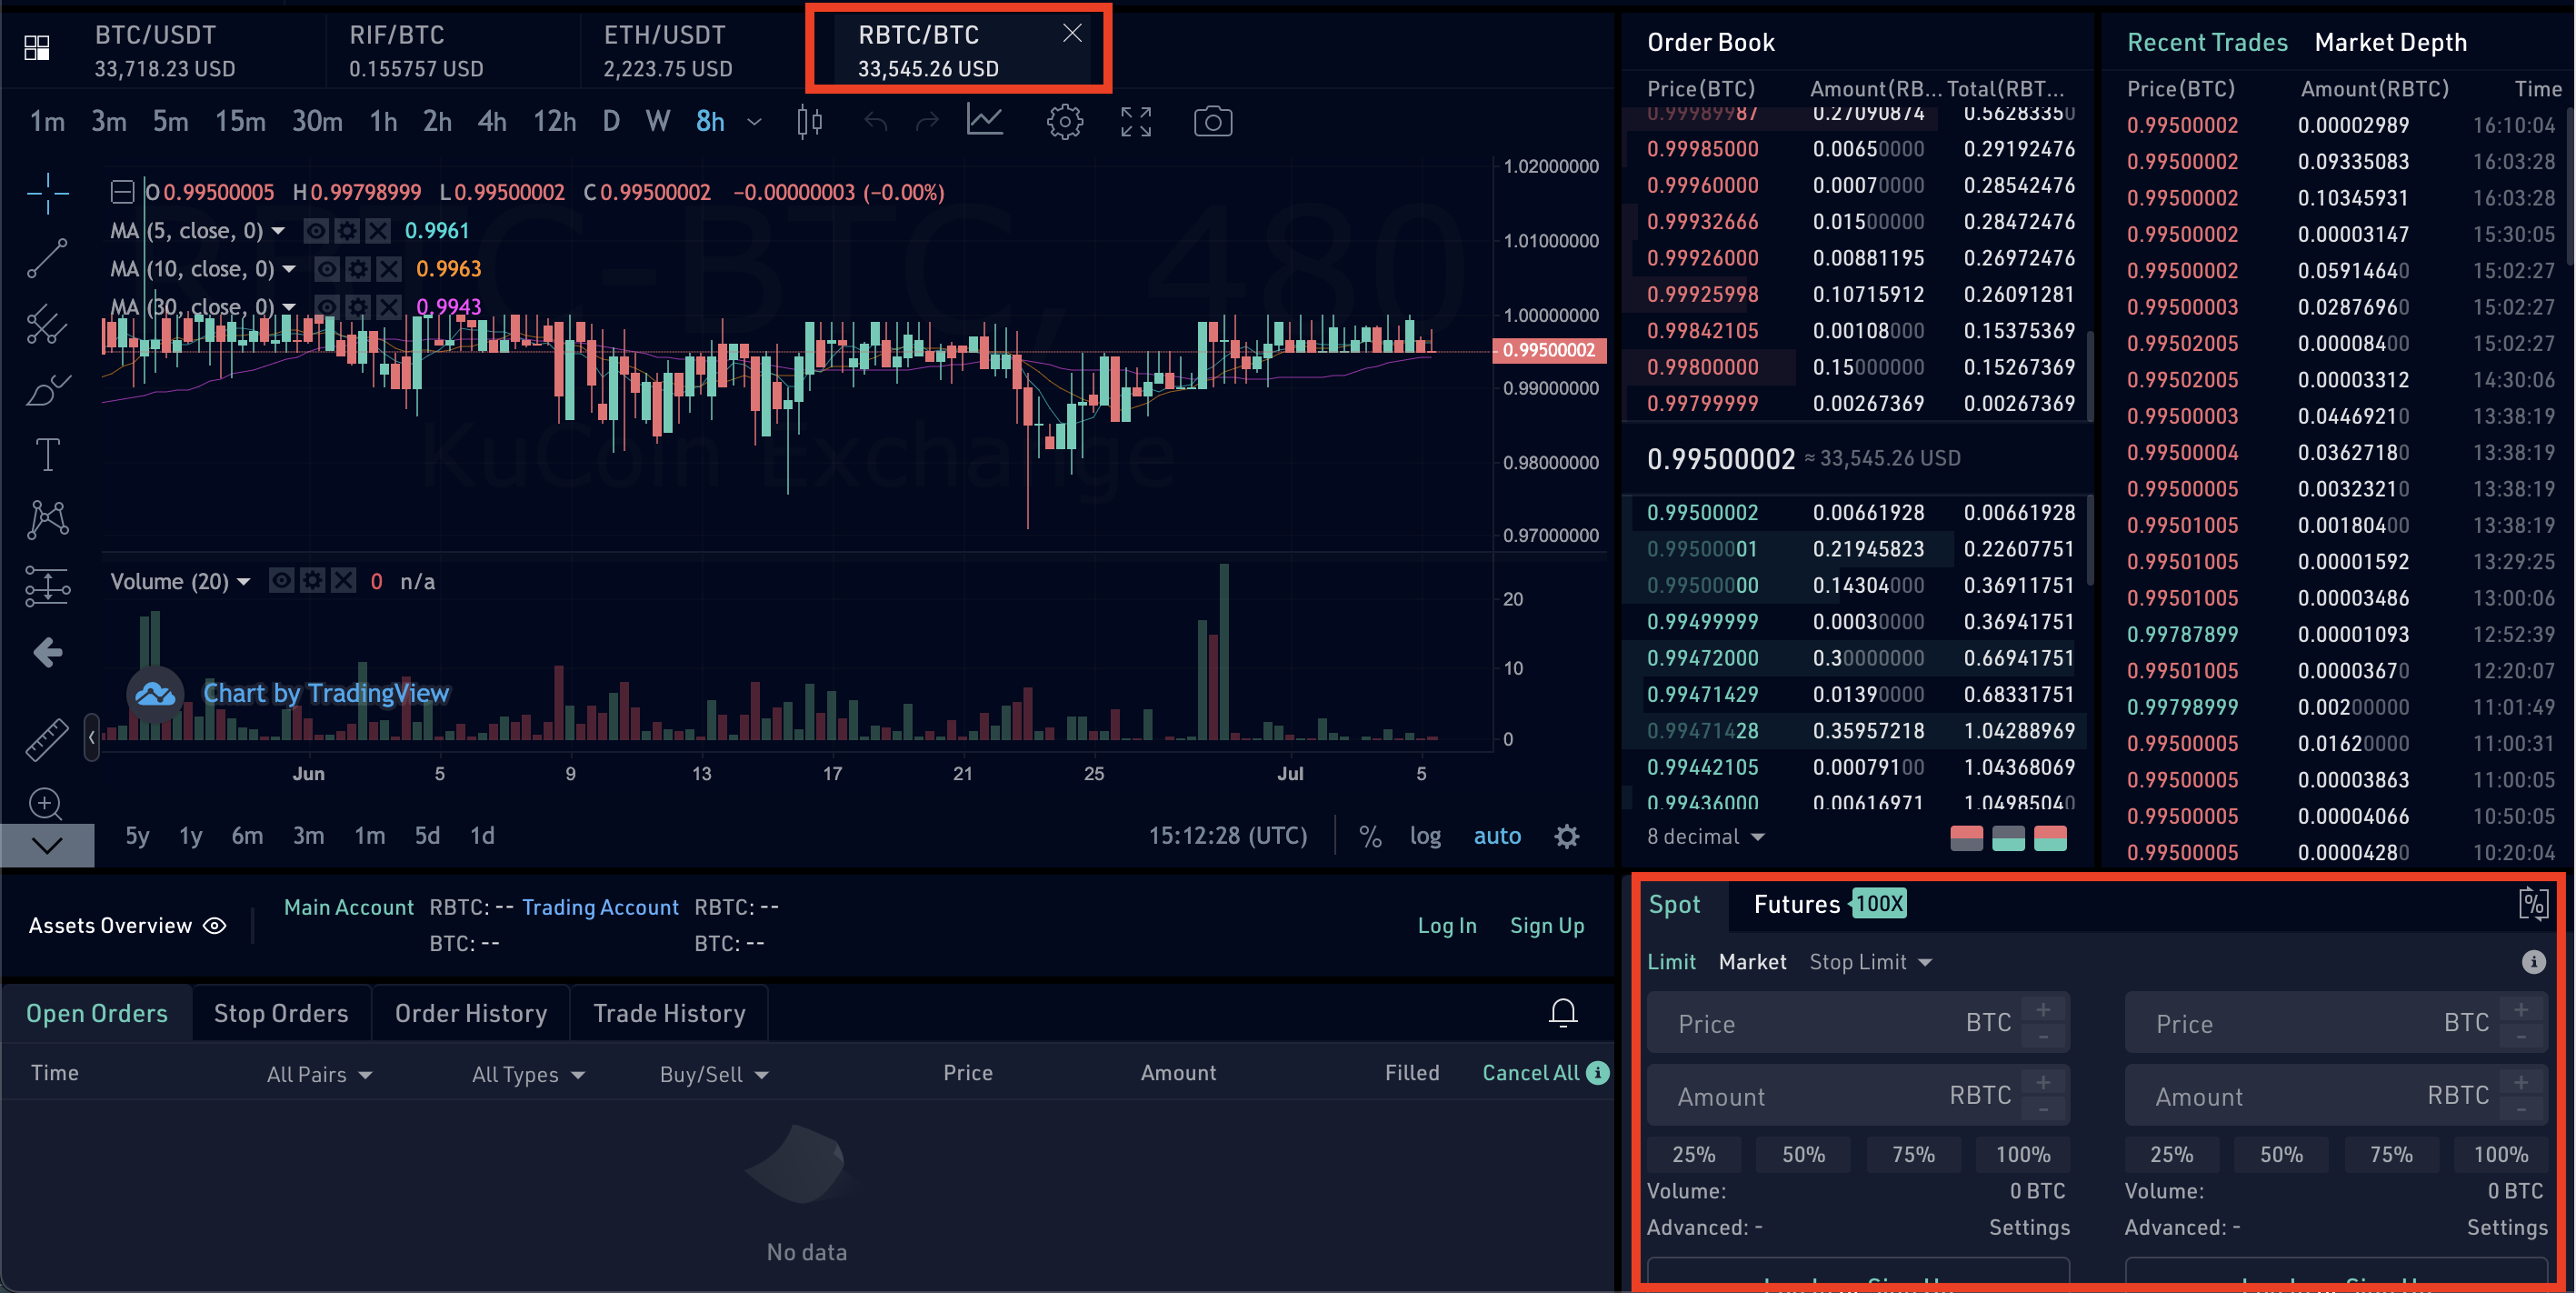 BTC/USDT
33,718.23 USD
RIF/BTC
0.155757 USD
ETH/USDT
2,223.75 USD
RBTC/BTC
33,545.26 USD
1m 3m 5m 15m 30m 1h 2h 4h 12h D W 8h
O0.99500005 H0.99798999 L0.99500002 C0.99500002 −0.00000003 (−0.00%)
MA (5, close, 0) 0.9961
MA (10, close, 0) 0.9963
MA (30, close, 0) 0.9943
RBTC-BTC, 480
KuCoin Exchange
1.02000000
1.01000000
1.00000000
0.99500002
0.99000000
0.98000000
0.97000000
Volume (20) 0 n/a
20
10
0
Chart by TradingView
Jun 5 9 13 17 21 25 Jul 5
5y 1y 6m 3m 1m 5d 1d
15:12:28 (UTC) % log auto
Order Book
Price(BTC) Amount(RB... Total(RBT...
0.99989987 0.27090874 0.56283350
0.99985000 0.00650000 0.29192476
0.99960000 0.00070000 0.28542476
0.99932666 0.01500000 0.28472476
0.99926000 0.00881195 0.26972476
0.99925998 0.10715912 0.26091281
0.99842105 0.00108000 0.15375369
0.99800000 0.15000000 0.15267369
0.99799999 0.00267369 0.00267369
0.99500002 ≈ 33,545.26 USD
0.99500002 0.00661928 0.00661928
0.99500001 0.21945823 0.22607751
0.99500000 0.14304000 0.36911751
0.99499999 0.00030000 0.36941751
0.99472000 0.30000000 0.66941751
0.99471429 0.01390000 0.68331751
0.99471428 0.35957218 1.04288969
0.99442105 0.00079100 1.04368069
0.99436000 0.00616971 1.04985040
8 decimal
Recent Trades Market Depth
Price(BTC) Amount(RBTC) Time
0.99500002 0.00002989 16:10:04
0.99500002 0.09335083 16:03:28
0.99500002 0.10345931 16:03:28
0.99500002 0.00003147 15:30:05
0.99500002 0.05914640 15:02:27
0.99500003 0.02876960 15:02:27
0.99502005 0.00008400 15:02:27
0.99502005 0.00003312 14:30:06
0.99500003 0.04469210 13:38:19
0.99500004 0.03627180 13:38:19
0.99500005 0.00323210 13:38:19
0.99501005 0.00180400 13:38:19
0.99501005 0.00001592 13:29:25
0.99501005 0.00003486 13:00:06
0.99787899 0.00001093 12:52:39
0.99501005 0.00003670 12:20:07
0.99798999 0.00200000 11:01:49
0.99500005 0.01620000 11:00:31
0.99500005 0.00003863 11:00:05
0.99500005 0.00004066 10:50:05
0.99500005 0.00004280 10:20:04
Assets Overview
Main Account RBTC: -- Trading Account RBTC: --
BTC: -- BTC: --
Log In Sign Up
Open Orders Stop Orders Order History Trade History
Time All Pairs All Types Buy/Sell Price Amount Filled Cancel All
No data
Spot Futures 100X
Limit Market Stop Limit
Price BTC + -
Price BTC + -
Amount RBTC + -
Amount RBTC + -
25% 50% 75% 100%
25% 50% 75% 100%
Volume: 0 BTC
Volume: 0 BTC
Advanced: - Settings
Advanced: - Settings